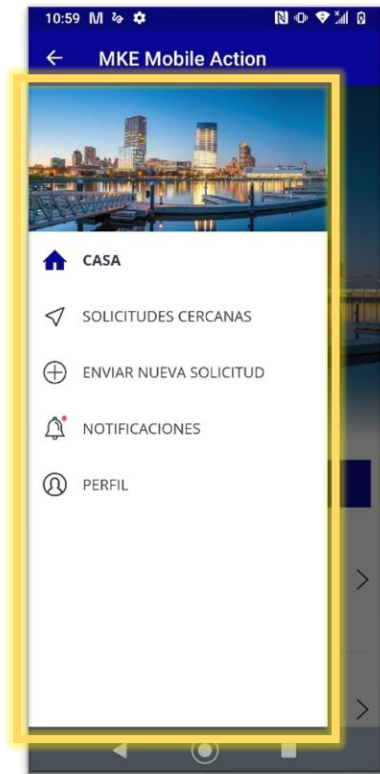 10:59
MKE Mobile Action
CASA
SOLICITUDES CERCANAS
ENVIAR NUEVA SOLICITUD
NOTIFICACIONES
PERFIL